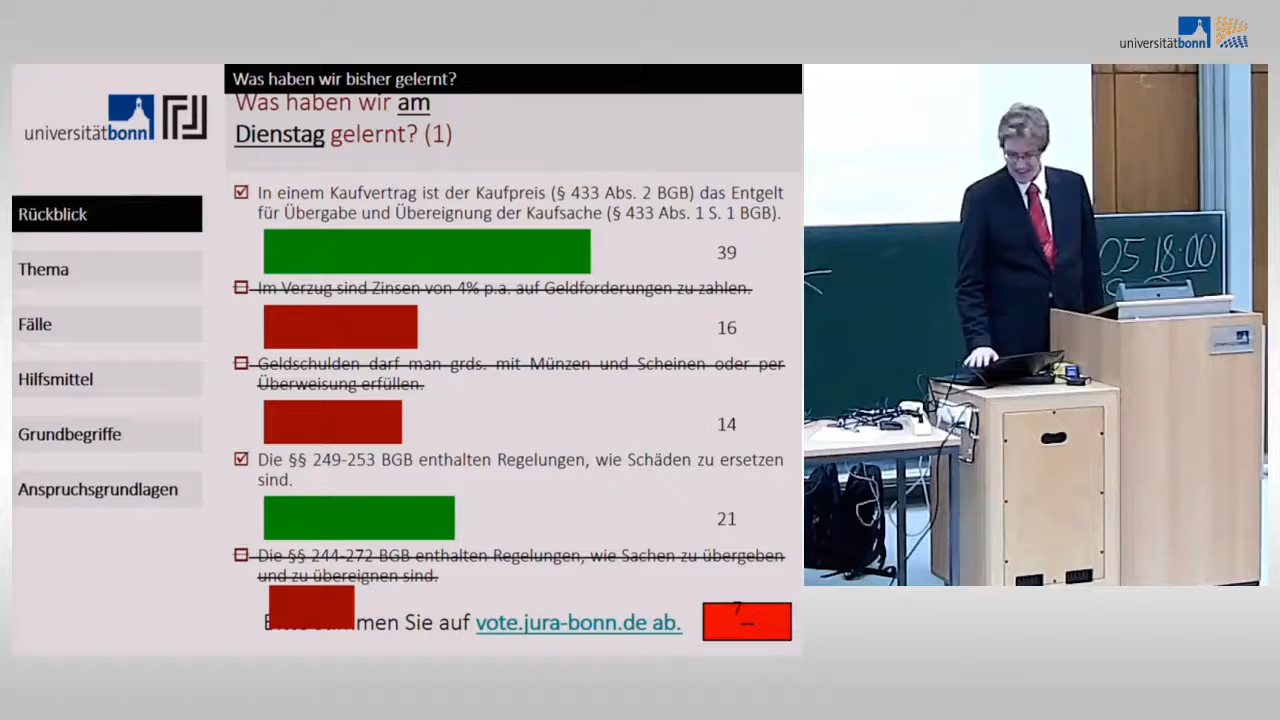 universitätbonn
Was haben wir bisher gelernt?
universitätbonn
Was haben wir am
Dienstag gelernt? (1)
In einem Kaufvertrag ist der Kaufpreis (§ 433 Abs. 2 BGB) das Entgelt
für Übergabe und Übereignung der Kaufsache (§ 433 Abs. 1 S. 1 BGB).
39
Im Verzug sind Zinsen von 4% p.a. auf Geldforderungen zu zahlen.
16
Geldschulden darf man grds. mit Münzen und Scheinen oder per
Überweisung erfüllen.
14
Die §§ 249-253 BGB enthalten Regelungen, wie Schäden zu ersetzen
sind.
21
Die §§ 244-272 BGB enthalten Regelungen, wie Sachen zu übergeben
und zu übereignen sind.
7
men Sie auf vote.jura-bonn.de ab.
--
Rückblick
Thema
Fälle
Hilfsmittel
Grundbegriffe
Anspruchsgrundlagen
05 18:00